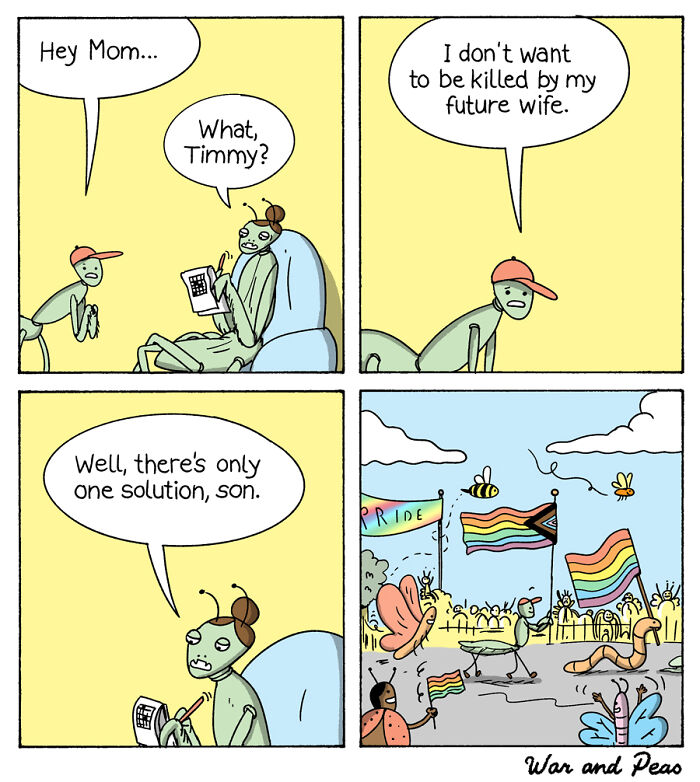 Hey Mom...
What,
Timmy?
I don't want
to be killed by my
future wife.
Well, there's only
one solution, son.
PRIDE
War and Peas